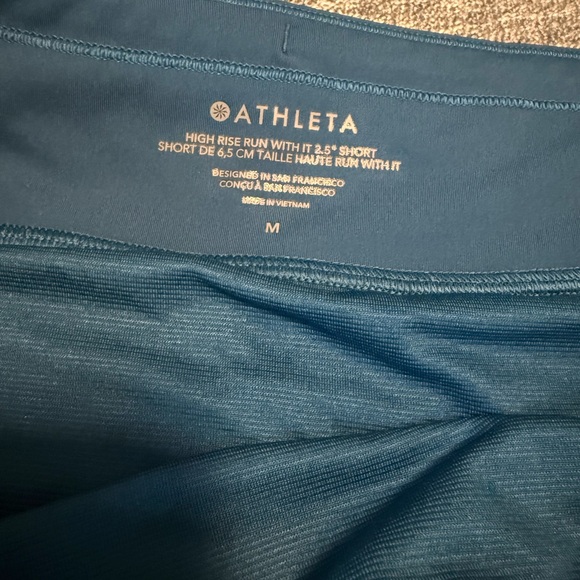 ATHLETA
HIGH RISE RUN WITH IT 2.5" SHORT
SHORT DE 6,5 CM TAILLE HAUTE RUN WITH IT
DESIGNED IN SAN FRANCISCO
CONÇU À SAN FRANCISCO
IN VIETNAM
M